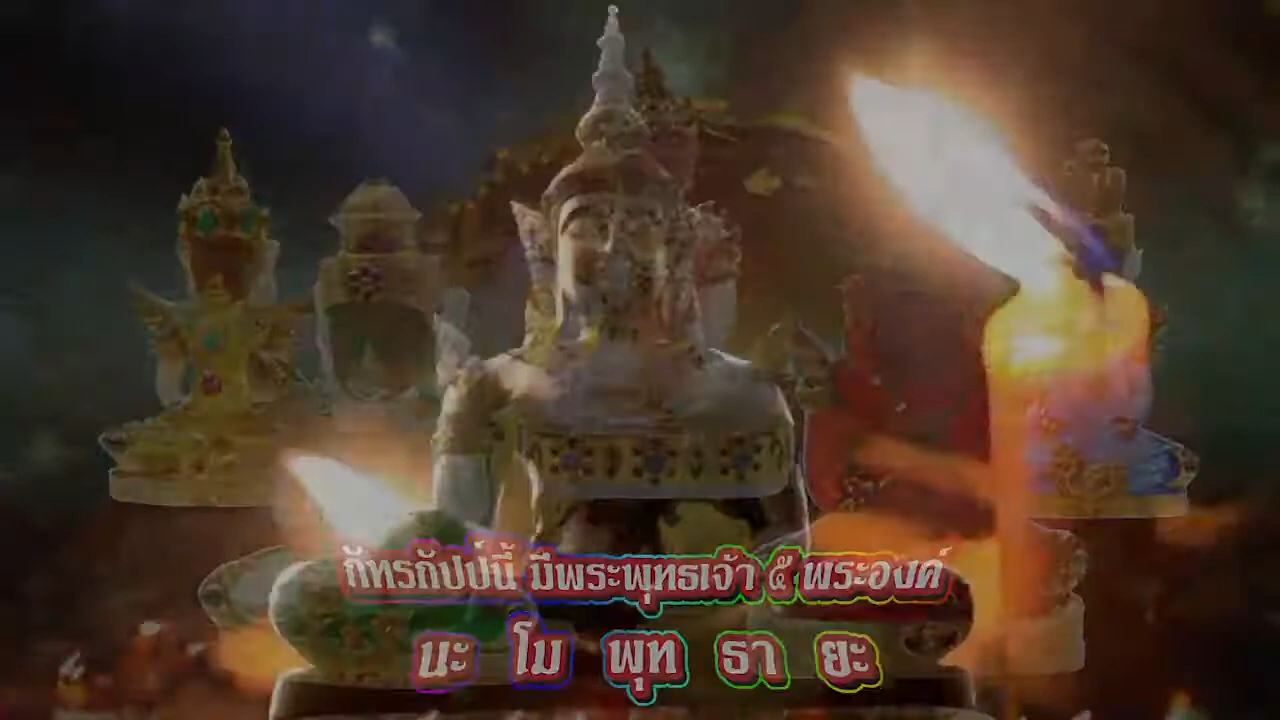 ภัทรกัปป์นี้ มีพระพุทธเจ้า ๕ พระองค์
นะ โม พุท ธา ยะ